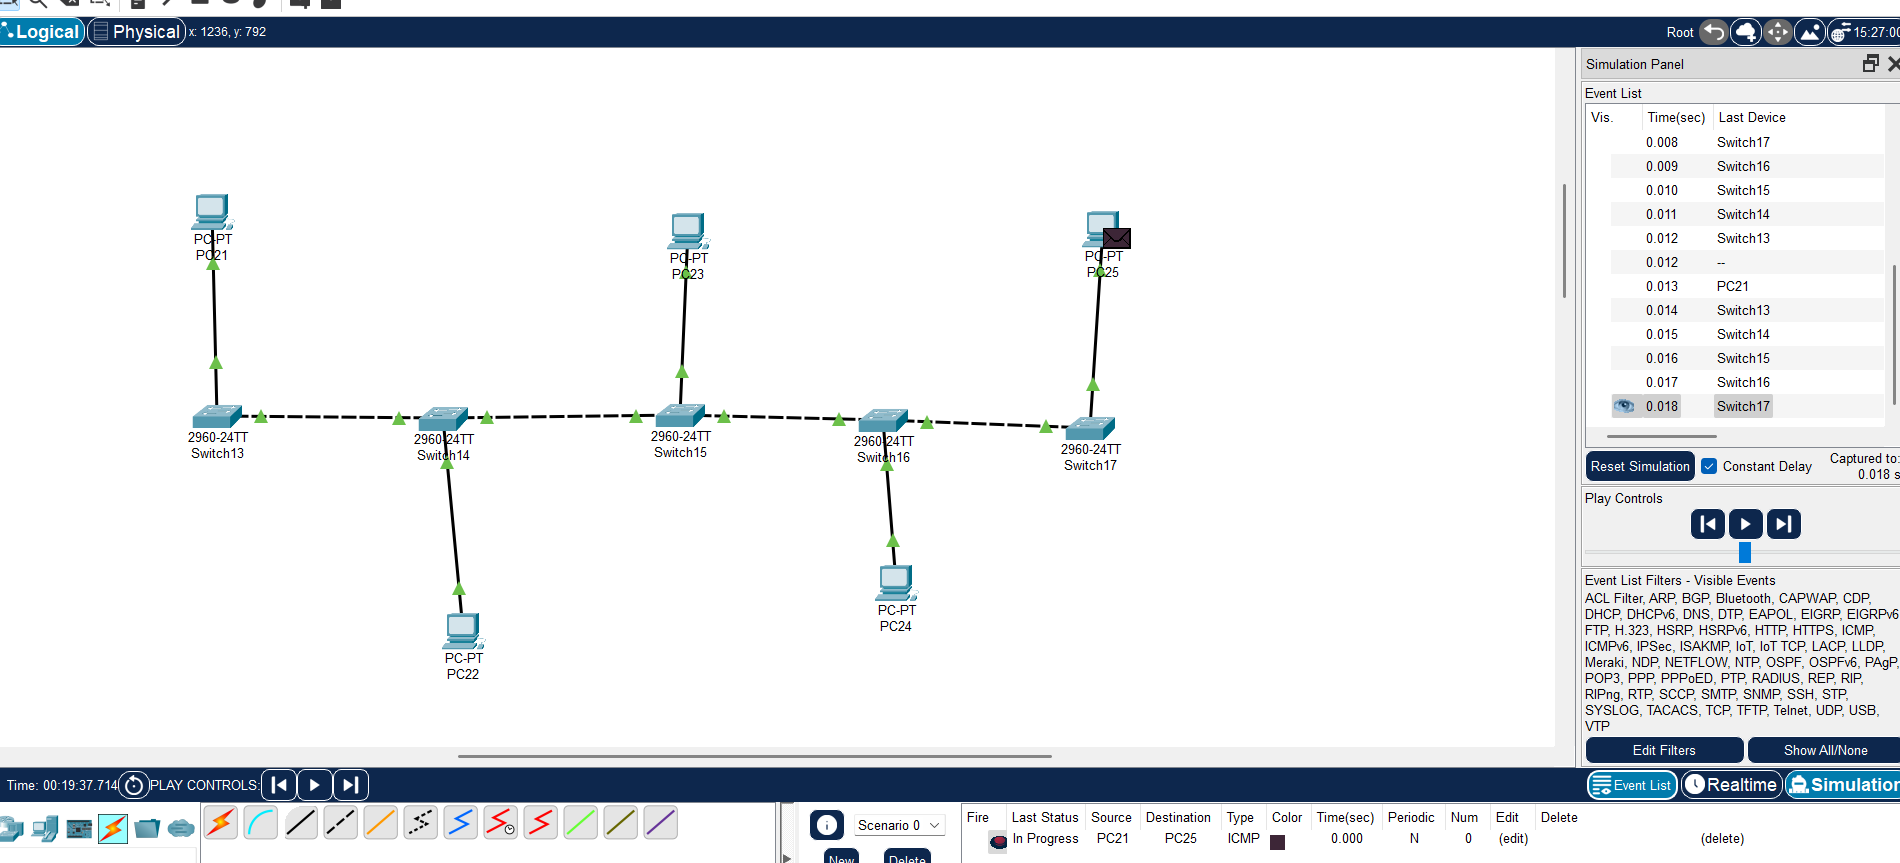 Logical Physical x: 1236, y: 792 Root 15:27:00
Simulation Panel
Event List
Vis. Time(sec) Last Device
0.008 Switch17
0.009 Switch16
0.010 Switch15
0.011 Switch14
0.012 Switch13
0.012 --
0.013 PC21
0.014 Switch13
0.015 Switch14
0.016 Switch15
0.017 Switch16
0.018 Switch17
Reset Simulation Constant Delay Captured to:
0.018 s
Play Controls
Event List Filters - Visible Events
ACL Filter, ARP, BGP, Bluetooth, CAPWAP, CDP,
DHCP, DHCPv6, DNS, DTP, EAPOL, EIGRP, EIGRPv6
FTP, H.323, HSRP, HSRPv6, HTTP, HTTPS, ICMP,
ICMPv6, IPSec, ISAKMP, IoT, IoT TCP, LACP, LLDP,
Meraki, NDP, NETFLOW, NTP, OSPF, OSPFv6, PAgP,
POP3, PPP, PPPoED, PTP, RADIUS, REP, RIP,
RIPng, RTP, SCCP, SMTP, SNMP, SSH, STP,
SYSLOG, TACACS, TCP, TFTP, Telnet, UDP, USB,
VTP
Edit Filters Show All/None
PC-PT
PC21
PC-PT
PC23
PC-PT
PC25
2960-24TT
Switch13
2960-24TT
Switch14
2960-24TT
Switch15
2960-24TT
Switch16
2960-24TT
Switch17
PC-PT
PC24
PC-PT
PC22
Time: 00:19:37.714 PLAY CONTROLS: Event List Realtime Simulation
Scenario 0
New Delete
Fire Last Status Source Destination Type Color Time(sec) Periodic Num Edit Delete
In Progress PC21 PC25 ICMP 0.000 N 0 (edit) (delete)